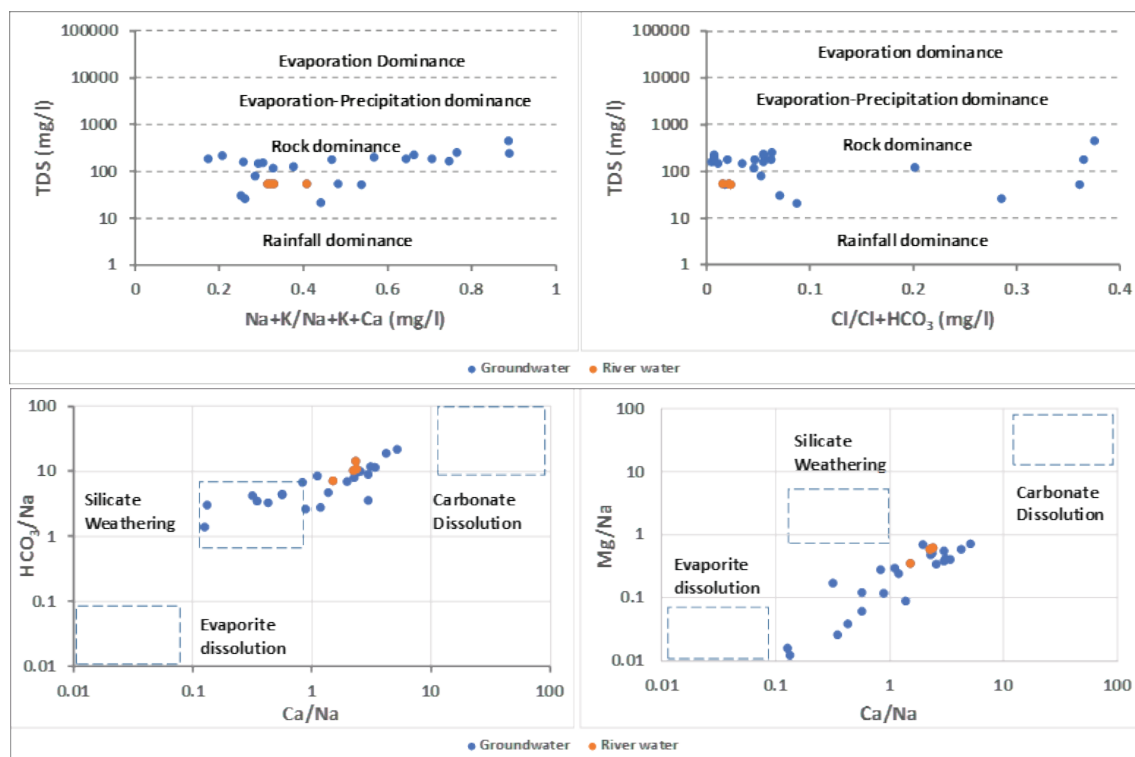 100000
10000
1000
100
10
1
TDS (mg/l)
Evaporation Dominance
Evaporation-Precipitation dominance
Rock dominance
Rainfall dominance
0
0.2
0.4
0.6
0.8
1
Na+K/Na+K+Ca (mg/l)
100000
10000
1000
100
10
1
TDS (mg/l)
Evaporation dominance
Evaporation-Precipitation dominance
Rock dominance
Rainfall dominance
0
0.1
0.2
0.3
0.4
Cl/Cl+HCO₃ (mg/l)
Groundwater
River water
100
10
1
0.1
0.01
HCO₃/Na
Silicate
Weathering
Carbonate
Dissolution
Evaporite
dissolution
0.01
0.1
1
10
100
Ca/Na
100
10
1
0.1
0.01
Mg/Na
Silicate
Weathering
Carbonate
Dissolution
Evaporite
dissolution
0.01
0.1
1
10
100
Ca/Na
Groundwater
River water